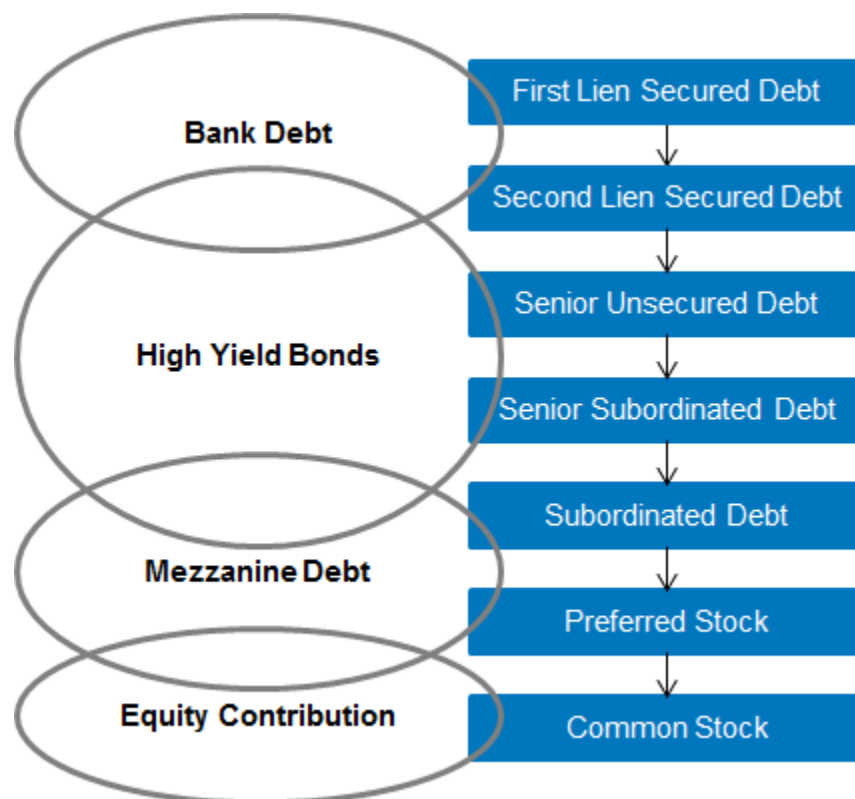 First Lien Secured Debt
Bank Debt
Second Lien Secured Debt
Senior Unsecured Debt
High Yield Bonds
Senior Subordinated Debt
Subordinated Debt
Mezzanine Debt
Preferred Stock
Equity Contribution
Common Stock